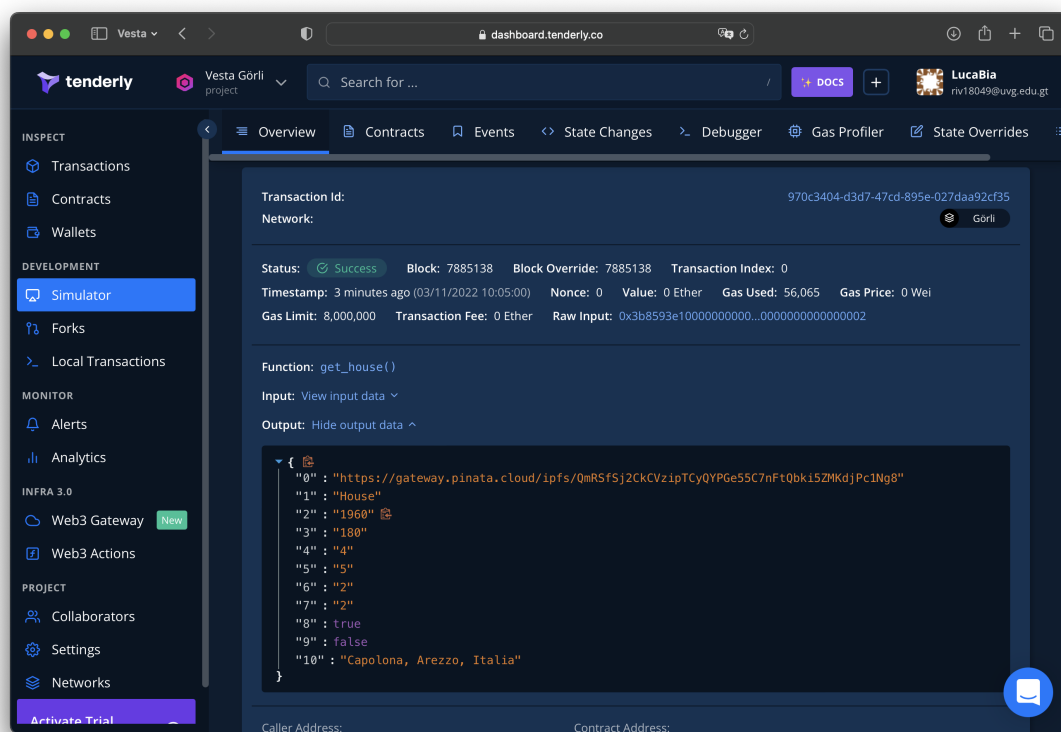 Vesta
dashboard.tenderly.co
tenderly
Vesta Görli
project
Search for ...
/
DOCS
+
LucaBia
riv18049@uvg.edu.gt
INSPECT
Transactions
Contracts
Wallets
DEVELOPMENT
Simulator
Forks
Local Transactions
MONITOR
Alerts
Analytics
INFRA 3.0
Web3 Gateway New
Web3 Actions
PROJECT
Collaborators
Settings
Networks
Activate Trial
Overview Contracts Events State Changes Debugger Gas Profiler State Overrides
Transaction Id: 970c3404-d3d7-47cd-895e-027daa92cf35
Network: Görli
Status: Success Block: 7885138 Block Override: 7885138 Transaction Index: 0
Timestamp: 3 minutes ago (03/11/2022 10:05:00) Nonce: 0 Value: 0 Ether Gas Used: 56,065 Gas Price: 0 Wei
Gas Limit: 8,000,000 Transaction Fee: 0 Ether Raw Input: 0x3b8593e10000000000...0000000000000002
Function: get_house()
Input: View input data
Output: Hide output data
{
"0" : "https://gateway.pinata.cloud/ipfs/QmRSfSj2CkCVzipTCyQYPGe55C7nFtQbki5ZMKdjPc1Ng8"
"1" : "House"
"2" : "1960"
"3" : "180"
"4" : "4"
"5" : "5"
"6" : "2"
"7" : "2"
"8" : true
"9" : false
"10" : "Capolona, Arezzo, Italia"
}
Caller Address: Contract Address: